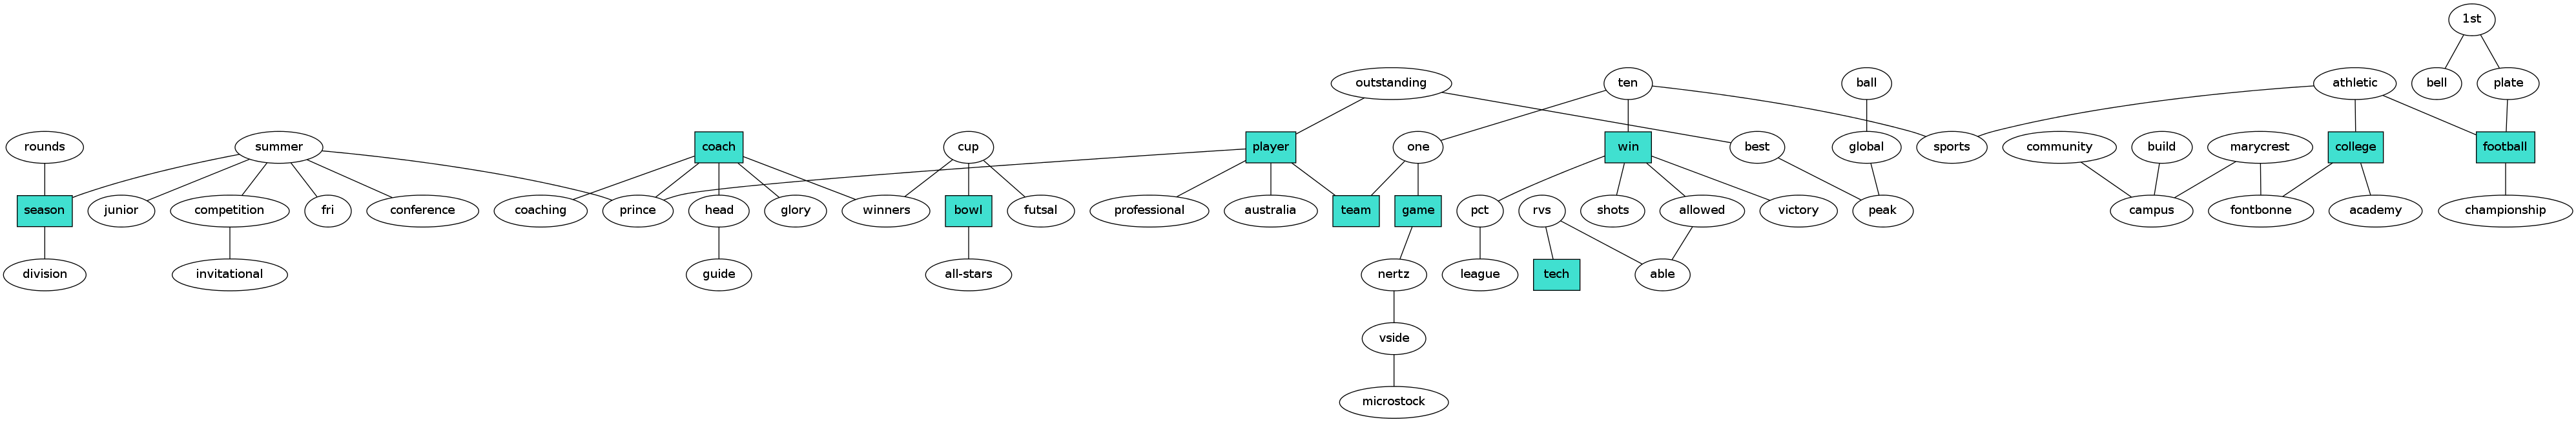 1st
outstanding
ten
ball
athletic
bell
plate
rounds
summer
coach
cup
player
one
win
best
global
sports
community
build
marycrest
college
football
season
junior
competition
fri
conference
coaching
prince
head
glory
winners
bowl
futsal
professional
australia
team
game
pct
rvs
shots
allowed
victory
peak
campus
fontbonne
academy
championship
division
invitational
guide
all-stars
nertz
league
tech
able
vside
microstock